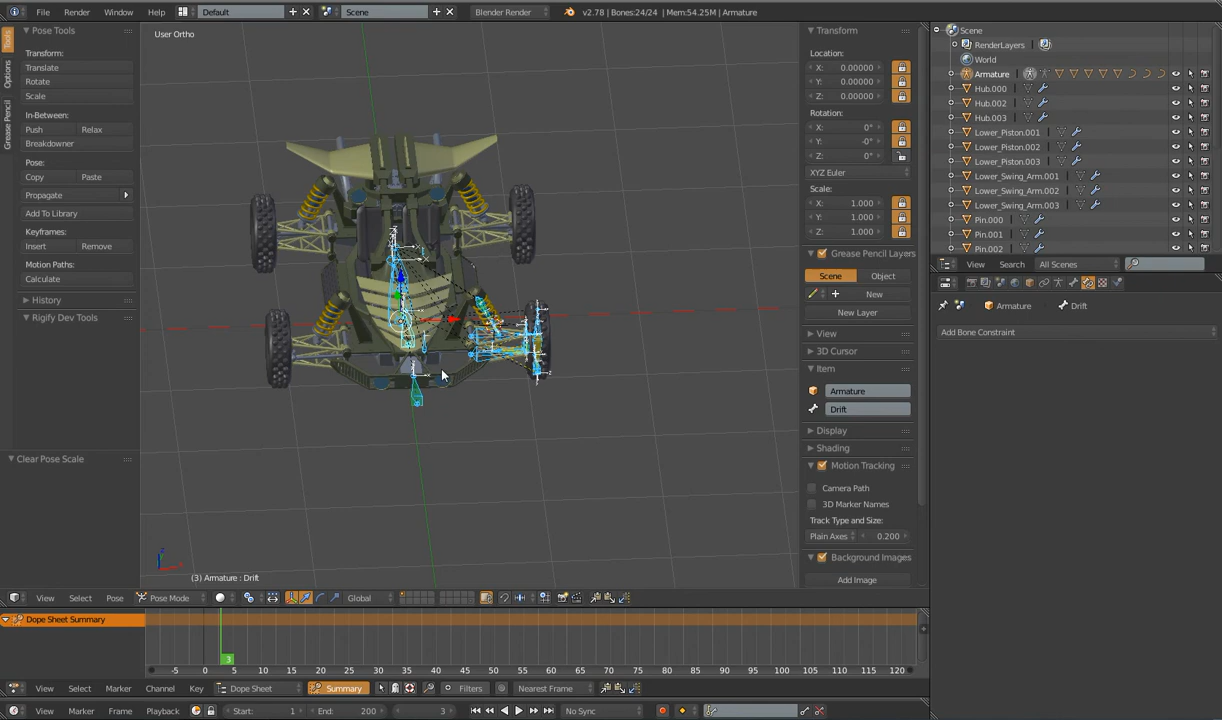 File Render Window Help Default Scene Blender Render v2.78 | Bones:24/24 | Mem:54.25M | Armature
Tools
Options
Grease Pencil
Pose Tools
Transform:
Translate
Rotate
Scale
In-Between:
Push Relax
Breakdowner
Pose:
Copy Paste
Propagate
Add To Library
Keyframes:
Insert Remove
Motion Paths:
Calculate
History
Rigify Dev Tools
Clear Pose Scale
User Ortho
(3) Armature : Drift
Transform
Location:
X: 0.00000
Y: 0.00000
Z: 0.00000
Rotation:
X: 0°
Y: -0°
Z: 0°
XYZ Euler
Scale:
X: 1.000
Y: 1.000
Z: 1.000
Grease Pencil Layers
Scene Object
New
New Layer
View
3D Cursor
Item
Armature
Drift
Display
Shading
Motion Tracking
Camera Path
3D Marker Names
Track Type and Size:
Plain Axes 0.200
Background Images
Add Image
Scene
RenderLayers
World
Armature
Hub.000
Hub.002
Hub.003
Lower_Piston.001
Lower_Piston.002
Lower_Piston.003
Lower_Swing_Arm.001
Lower_Swing_Arm.002
Lower_Swing_Arm.003
Pin.000
Pin.001
Pin.002
View Search All Scenes
Armature Drift
Add Bone Constraint
View Select Pose Pose Mode Global
Dope Sheet Summary
3
-5 0 5 10 15 20 25 30 35 40 45 50 55 60 65 70 75 80 85 90 95 100 105 110 115 120
View Select Marker Channel Key Dope Sheet Summary Filters Nearest Frame
View Marker Frame Playback Start: 1 End: 200 3 No Sync